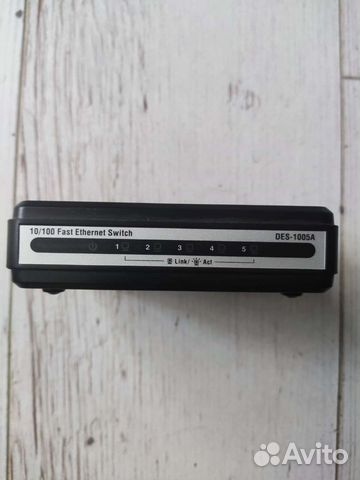 10/100 Fast Ethernet Switch
DES-1005A
1 2 3 4 5
Link/ Act
Avito